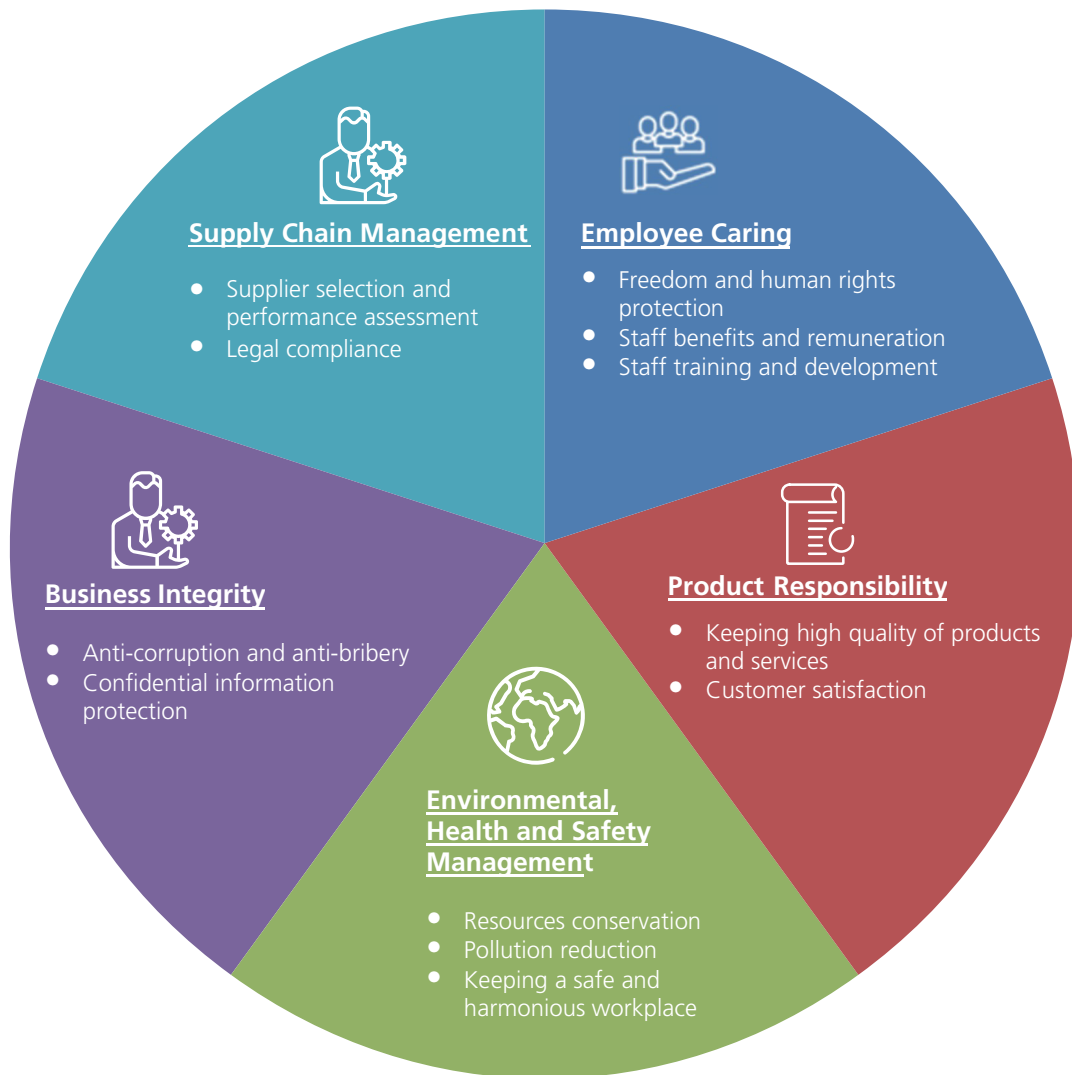 Supply Chain Management
• Supplier selection and
performance assessment
• Legal compliance
Employee Caring
• Freedom and human rights
protection
• Staff benefits and remuneration
• Staff training and development
Business Integrity
• Anti-corruption and anti-bribery
• Confidential information
protection
Product Responsibility
• Keeping high quality of products
and services
• Customer satisfaction
Environmental,
Health and Safety
Management
• Resources conservation
• Pollution reduction
• Keeping a safe and
harmonious workplace